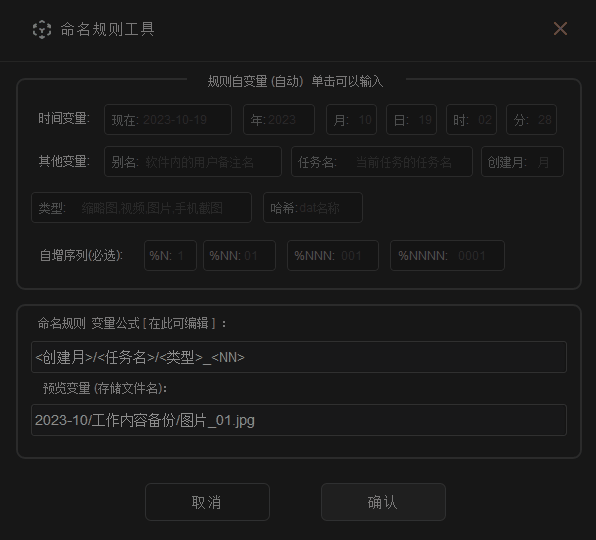 命名规则工具
规则自变量 (自动) 单击可以输入
时间变量: 现在: 2023-10-19 年: 2023 月: 10 日: 19 时: 02 分: 28
其他变量: 别名: 软件内的用户备注名 任务名: 当前任务的任务名 创建月: 月
类型: 缩略图,视频,图片,手机截图 哈希:dat名称
自增序列(必选): %N: 1 %NN: 01 %NNN: 001 %NNNN: 0001
命名规则 变量公式 [ 在此可编辑 ] :
<创建月>/<任务名>/<类型>_<NN>
预览变量 (存储文件名):
2023-10/工作内容备份/图片_01.jpg
取消 确认